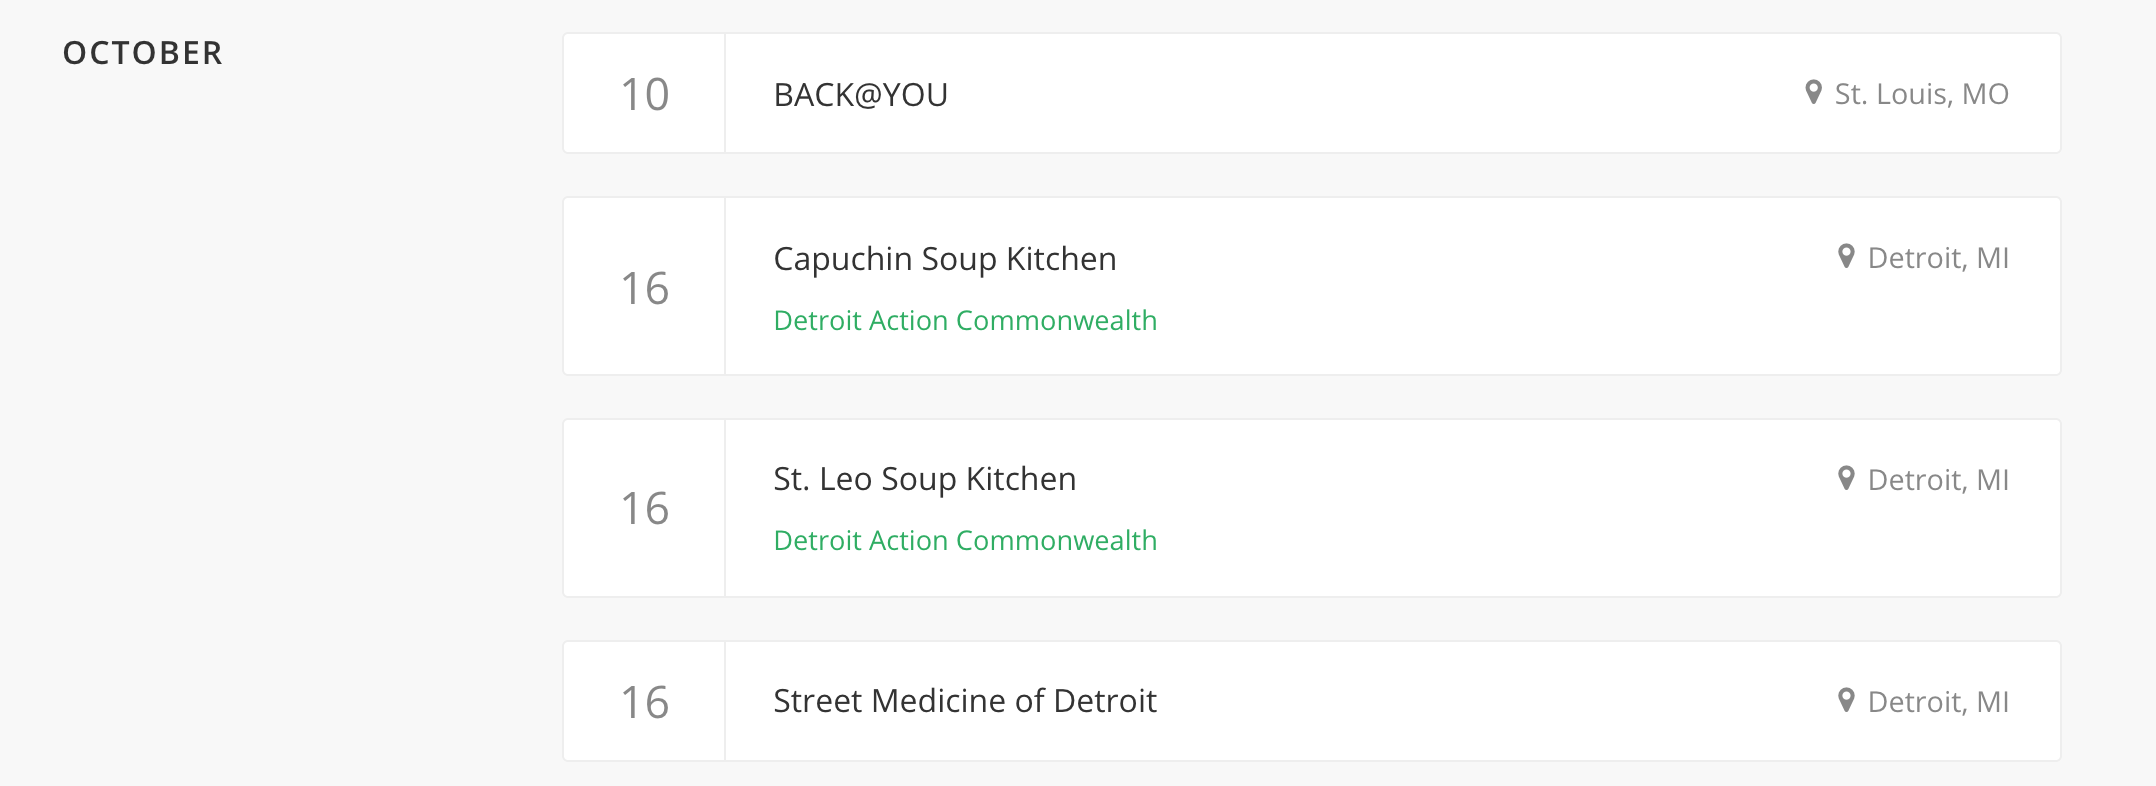 OCTOBER
10
BACK@YOU
St. Louis, MO
16
Capuchin Soup Kitchen
Detroit, MI
Detroit Action Commonwealth
16
St. Leo Soup Kitchen
Detroit, MI
Detroit Action Commonwealth
16
Street Medicine of Detroit
Detroit, MI